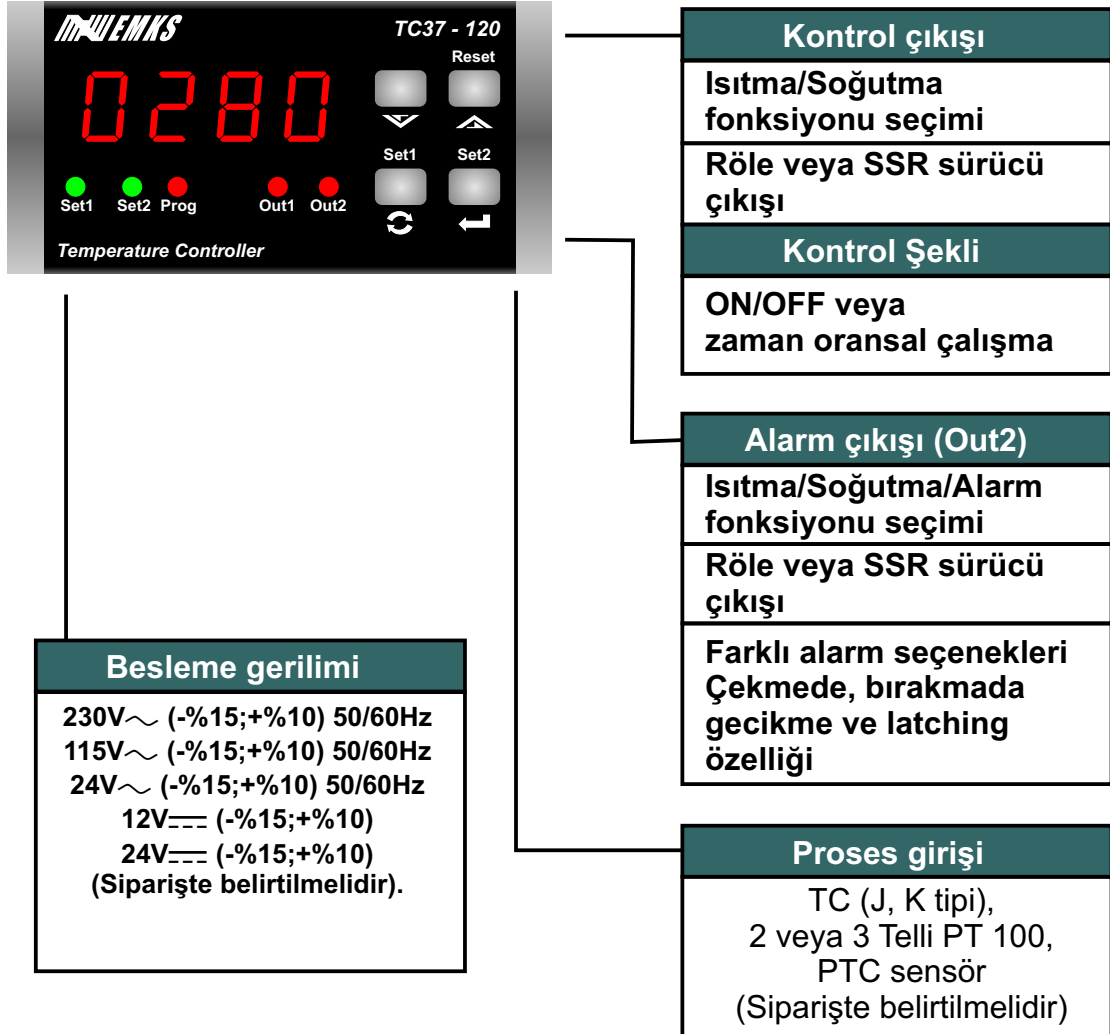 EMKS
TC37 - 120
Reset
0280
Set1
Set2
Set1
Set2
Prog
Out1
Out2
Temperature Controller
Kontrol çıkışı
Isıtma/Soğutma
fonksiyonu seçimi
Röle veya SSR sürücü
çıkışı
Kontrol Şekli
ON/OFF veya
zaman oransal çalışma
Alarm çıkışı (Out2)
Isıtma/Soğutma/Alarm
fonksiyonu seçimi
Röle veya SSR sürücü
çıkışı
Farklı alarm seçenekleri
Çekmede, bırakmada
gecikme ve latching
özelliği
Besleme gerilimi
230V～ (-%15;+%10) 50/60Hz
115V～ (-%15;+%10) 50/60Hz
24V～ (-%15;+%10) 50/60Hz
12V⎓ (-%15;+%10)
24V⎓ (-%15;+%10)
(Siparişte belirtilmelidir).
Proses girişi
TC (J, K tipi),
2 veya 3 Telli PT 100,
PTC sensör
(Siparişte belirtilmelidir)